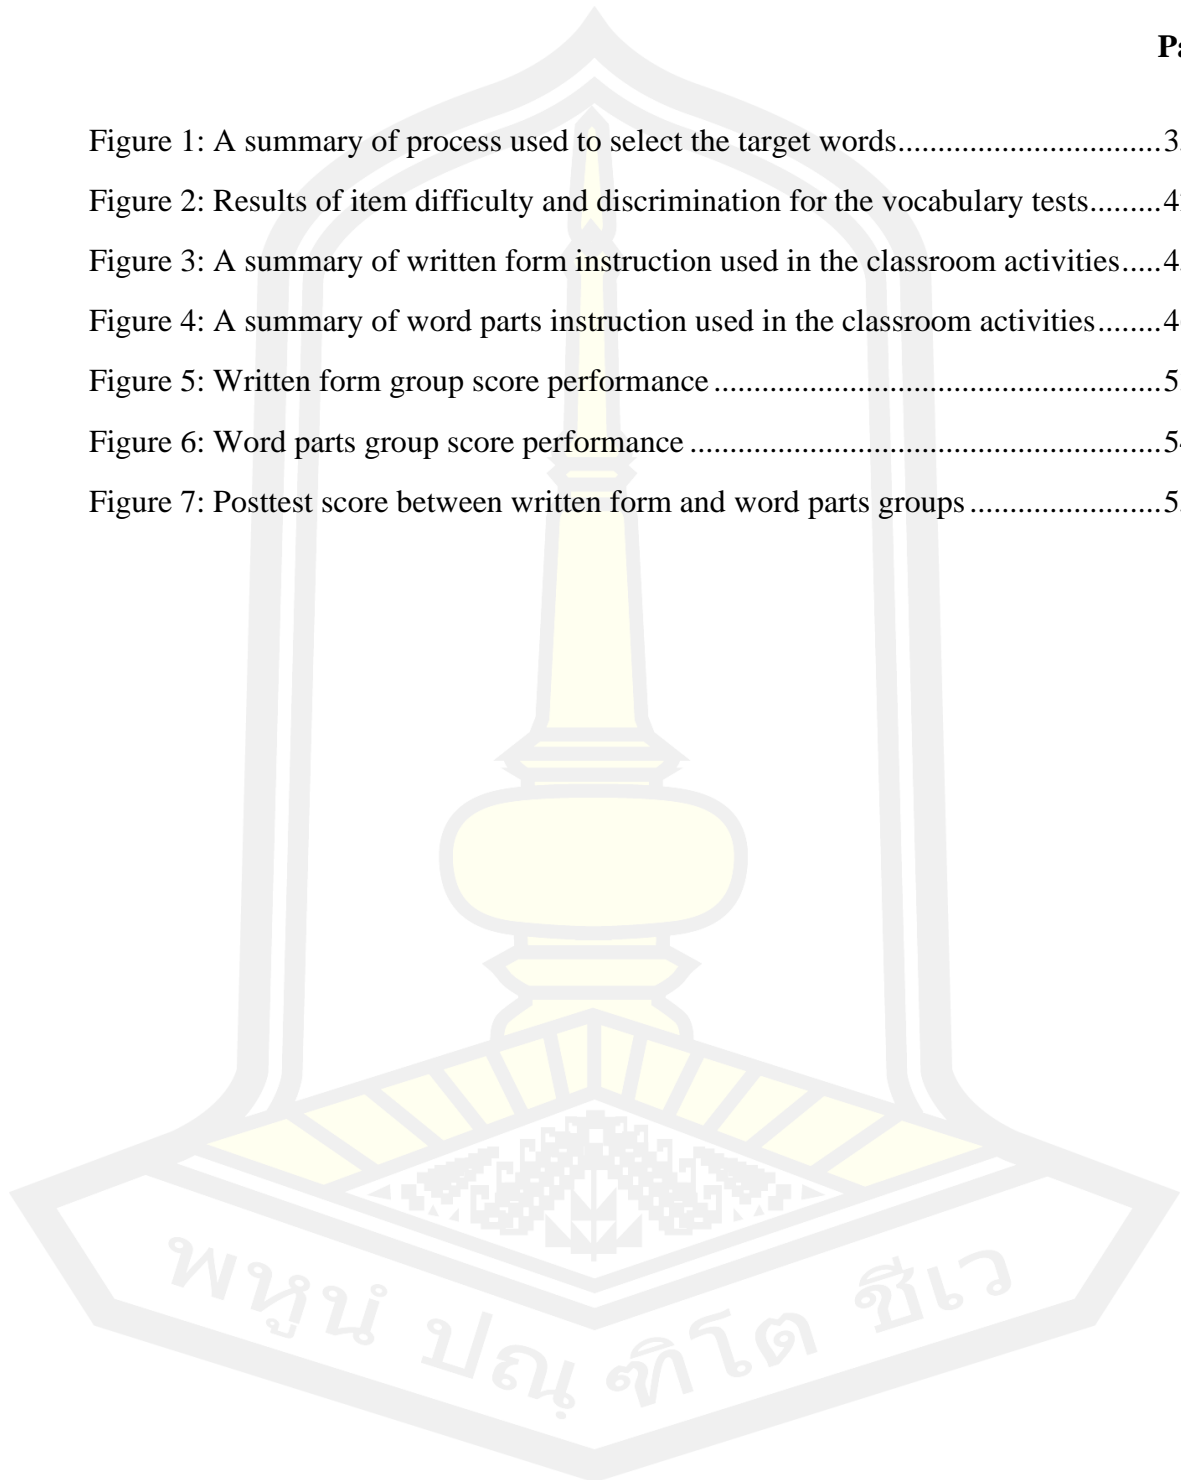 Figure 1: A summary of process used to select the target words............................3
Figure 2: Results of item difficulty and discrimination for the vocabulary tests.........4
Figure 3: A summary of written form instruction used in the classroom activities.....4
Figure 4: A summary of word parts instruction used in the classroom activities........4
Figure 5: Written form group score performance................................................5
Figure 6: Word parts group score performance..................................................54
Figure 7: Posttest score between written form and word parts groups....................5
พหูนํ ปณฺฑิโต ชีเว